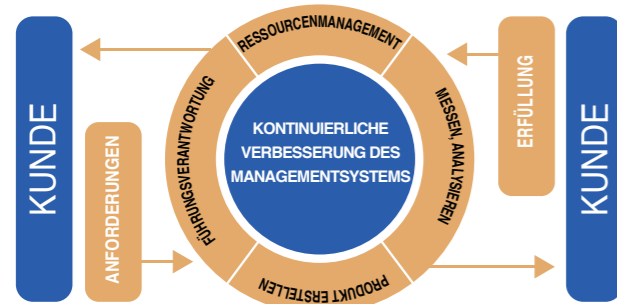 KUNDE
ANFORDERUNGEN
FÜHRUNGSVERANTWORTUNG
RESSOURCENMANAGEMENT
KONTINUIERLICHE
VERBESSERUNG DES
MANAGEMENTSYSTEMS
MESSEN, ANALYSIEREN
PRODUKT ERSTELLEN
ERFÜLLUNG
KUNDE